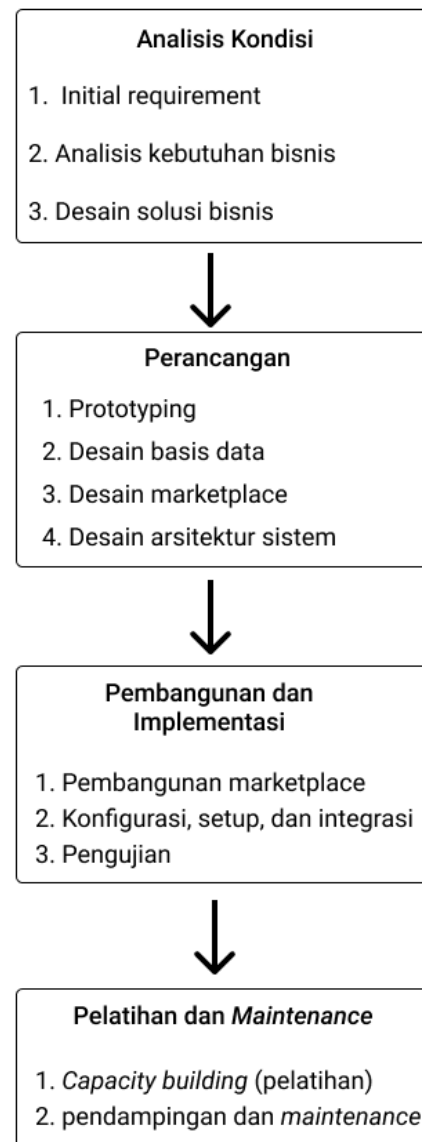 Analisis Kondisi
1. Initial requirement
2. Analisis kebutuhan bisnis
3. Desain solusi bisnis
Perancangan
1. Prototyping
2. Desain basis data
3. Desain marketplace
4. Desain arsitektur sistem
Pembangunan dan
Implementasi
1. Pembangunan marketplace
2. Konfigurasi, setup, dan integrasi
3. Pengujian
Pelatihan dan Maintenance
1. Capacity building (pelatihan)
2. pendampingan dan maintenance